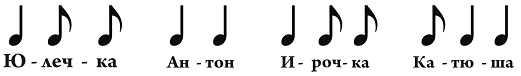 Ю - леч - ка Ан - тон И - роч - ка Ка - тю - ша